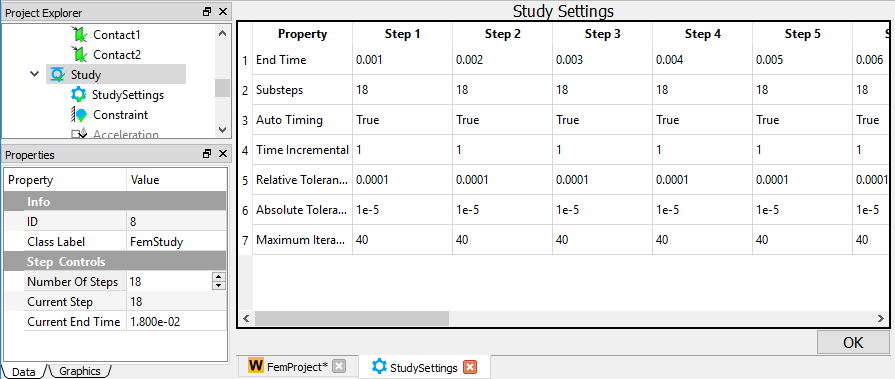 Project Explorer
Contact1
Contact2
Study
StudySettings
Constraint
Acceleration
Properties
Property Value
Info
ID 8
Class Label FemStudy
Step Controls
Number Of Steps 18
Current Step 18
Current End Time 1.800e-02
Data Graphics
Study Settings
Property Step 1 Step 2 Step 3 Step 4 Step 5 S
1 End Time 0.001 0.002 0.003 0.004 0.005 0.006
2 Substeps 18 18 18 18 18 18
3 Auto Timing True True True True True True
4 Time Incremental 1 1 1 1 1 1
5 Relative Toleran... 0.0001 0.0001 0.0001 0.0001 0.0001 0.0001
6 Absolute Tolera... 1e-5 1e-5 1e-5 1e-5 1e-5 1e-5
7 Maximum Itera... 40 40 40 40 40 40
OK
W FemProject* StudySettings